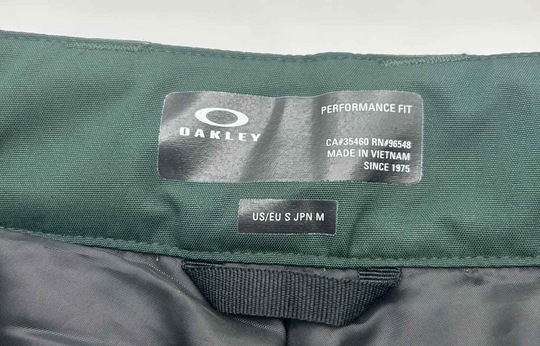 OAKLEY
PERFORMANCE FIT
CA#35460 RN#96548
MADE IN VIETNAM
SINCE 1975
US/EU S JPN M